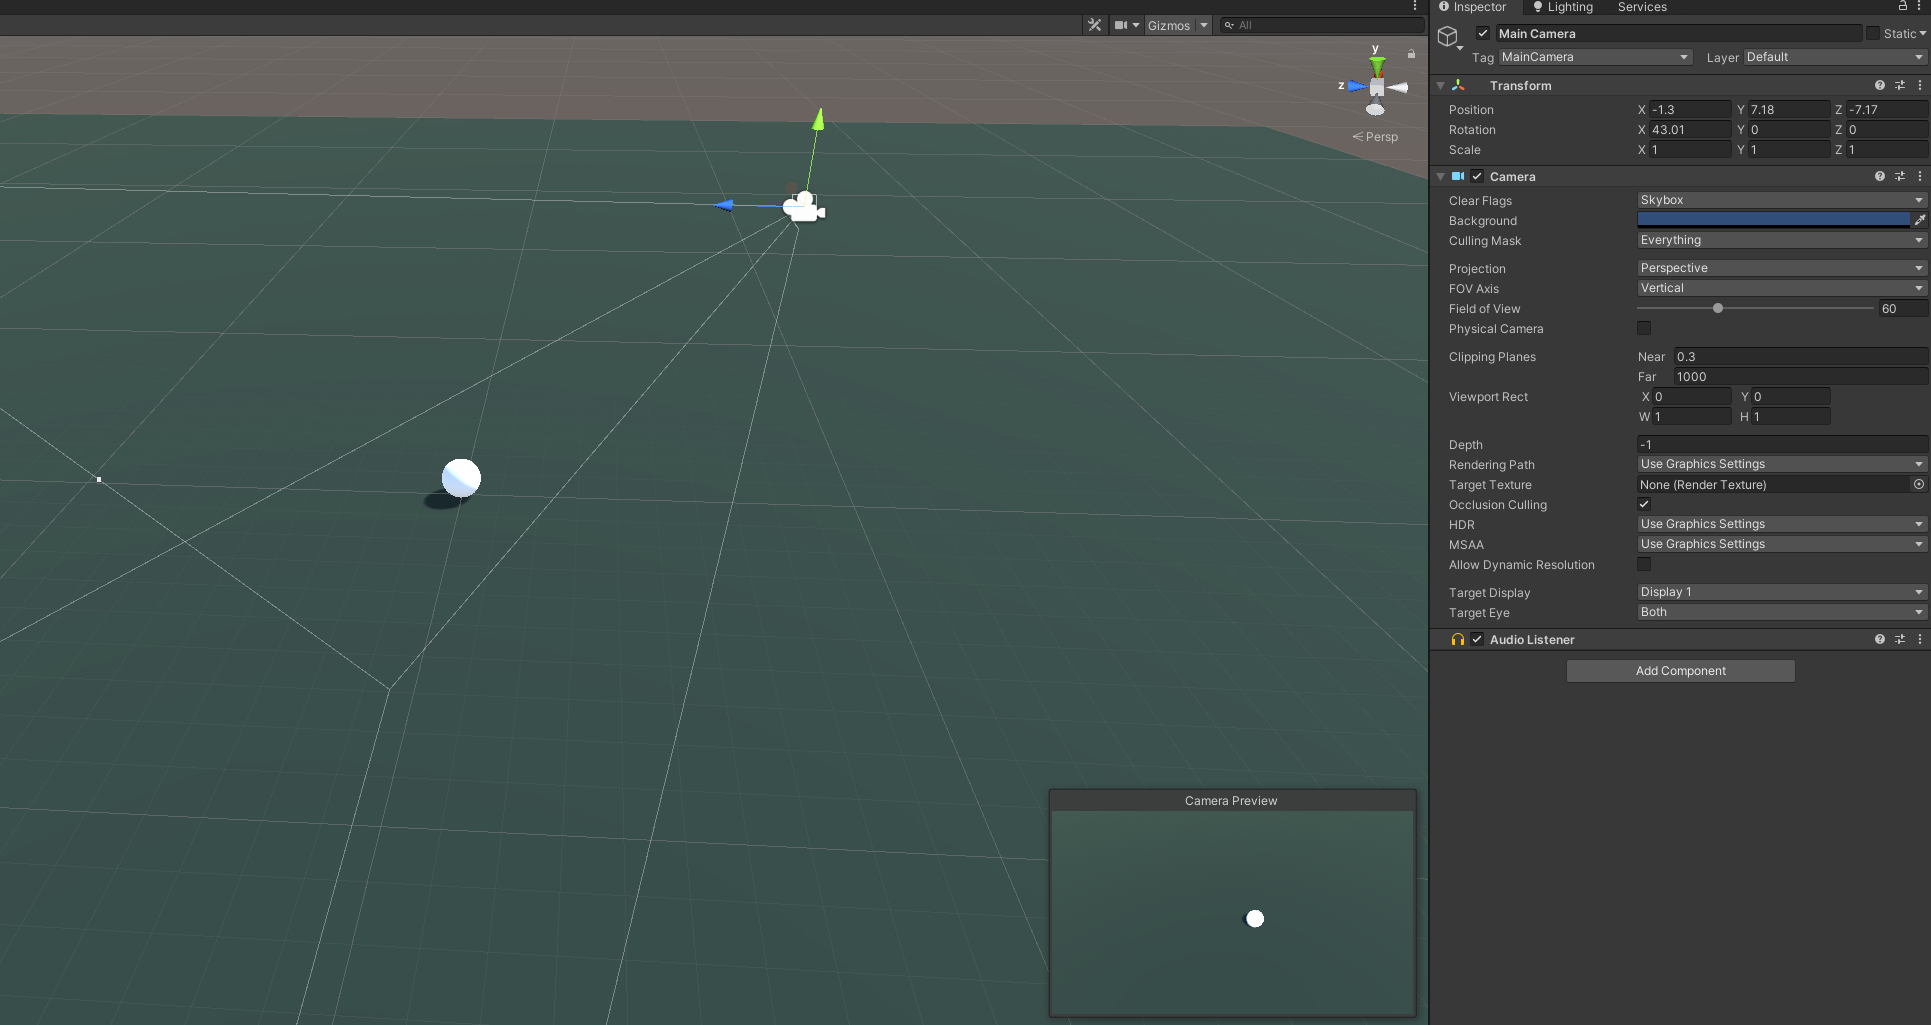 Inspector Lighting Services
Gizmos All
Main Camera Static
Tag MainCamera Layer Default
y
z
Persp
Transform
Position X -1.3 Y 7.18 Z -7.17
Rotation X 43.01 Y 0 Z 0
Scale X 1 Y 1 Z 1
Camera
Clear Flags Skybox
Background
Culling Mask Everything
Projection Perspective
FOV Axis Vertical
Field of View 60
Physical Camera
Clipping Planes Near 0.3
Far 1000
Viewport Rect X 0 Y 0
W 1 H 1
Depth -1
Rendering Path Use Graphics Settings
Target Texture None (Render Texture)
Occlusion Culling
HDR Use Graphics Settings
MSAA Use Graphics Settings
Allow Dynamic Resolution
Target Display Display 1
Target Eye Both
Audio Listener
Add Component
Camera Preview